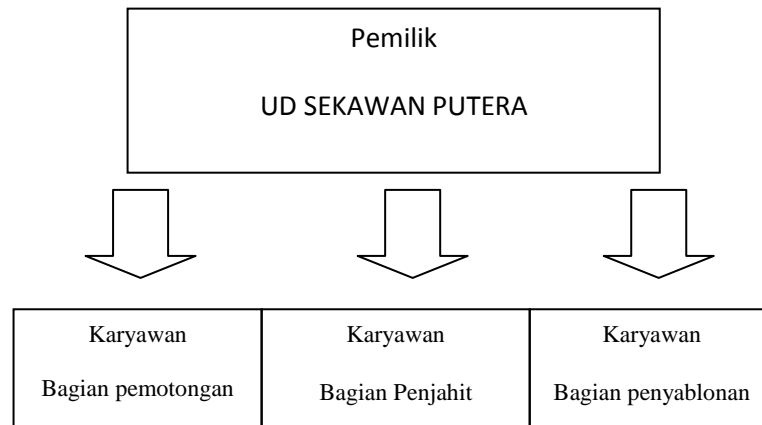 Pemilik
UD SEKAWAN PUTERA
Karyawan
Bagian pemotongan
Karyawan
Bagian Penjahit
Karyawan
Bagian penyablonan